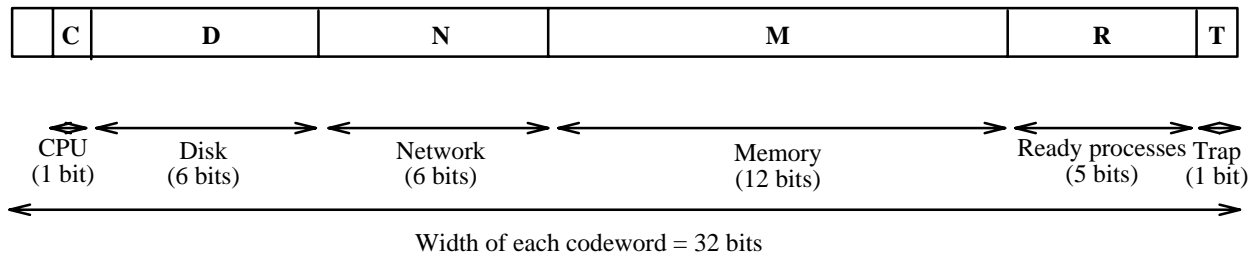 C D N M R T
CPU Disk Network Memory Ready processes Trap
(1 bit) (6 bits) (6 bits) (12 bits) (5 bits) (1 bit)
Width of each codeword = 32 bits